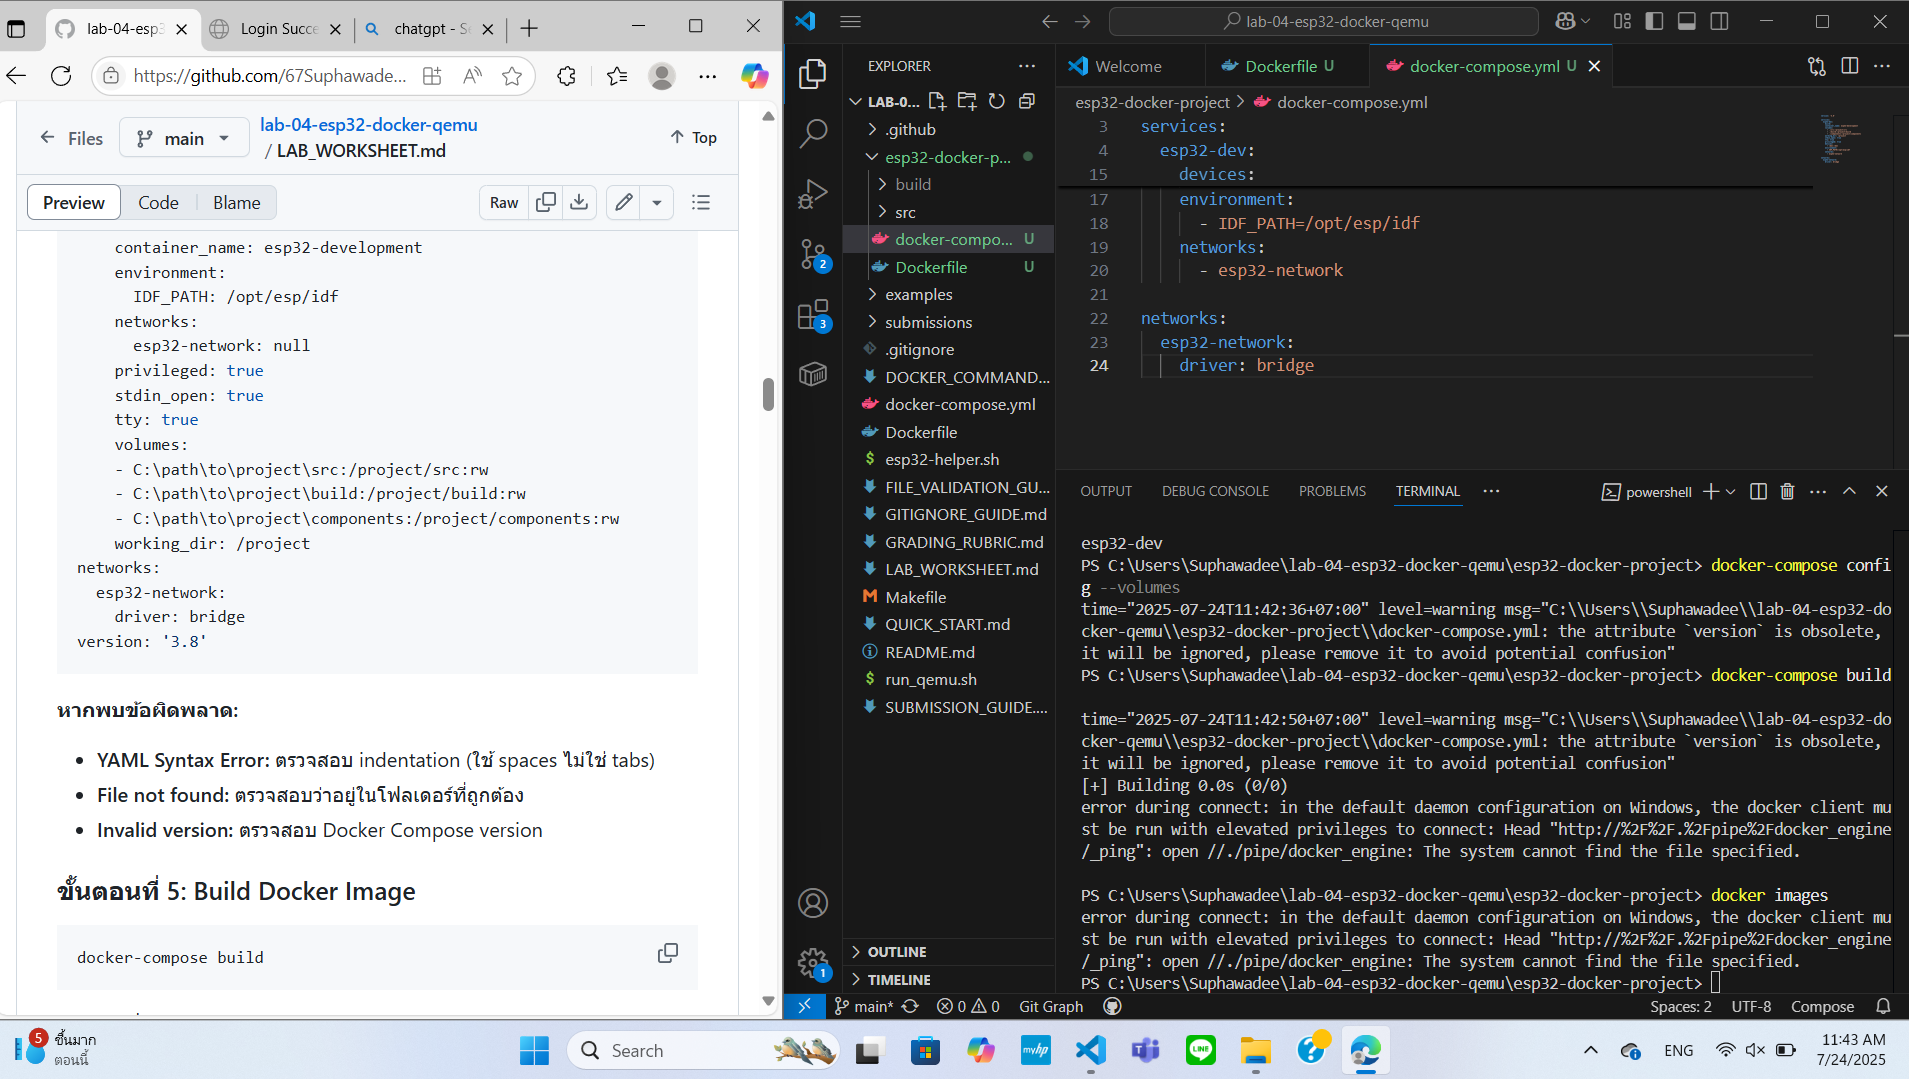 lab-04-esp3
Login Succe
chatgpt - Se
https://github.com/67Suphawade...
Files
main
lab-04-esp32-docker-qemu
/ LAB_WORKSHEET.md
Top
Preview
Code
Blame
Raw
container_name: esp32-development
environment:
IDF_PATH: /opt/esp/idf
networks:
esp32-network: null
privileged: true
stdin_open: true
tty: true
volumes:
- C:\path\to\project\src:/project/src:rw
- C:\path\to\project\build:/project/build:rw
- C:\path\to\project\components:/project/components:rw
working_dir: /project
networks:
esp32-network:
driver: bridge
version: '3.8'
หากพบข้อผิดพลาด:
• YAML Syntax Error: ตรวจสอบ indentation (ใช้ spaces ไม่ใช่ tabs)
• File not found: ตรวจสอบว่าอยู่ในโฟลเดอร์ที่ถูกต้อง
• Invalid version: ตรวจสอบ Docker Compose version
ขั้นตอนที่ 5: Build Docker Image
docker-compose build
lab-04-esp32-docker-qemu
EXPLORER
LAB-0...
.github
esp32-docker-p...
build
src
docker-compo... U
Dockerfile U
examples
submissions
.gitignore
DOCKER_COMMAND...
docker-compose.yml
Dockerfile
$ esp32-helper.sh
FILE_VALIDATION_GU...
GITIGNORE_GUIDE.md
GRADING_RUBRIC.md
LAB_WORKSHEET.md
M Makefile
QUICK_START.md
README.md
$ run_qemu.sh
SUBMISSION_GUIDE....
OUTLINE
TIMELINE
2
3
1
Welcome
Dockerfile U
docker-compose.yml U
esp32-docker-project > docker-compose.yml
3 services:
4 esp32-dev:
15 devices:
17 environment:
18 - IDF_PATH=/opt/esp/idf
19 networks:
20 - esp32-network
21
22 networks:
23 esp32-network:
24 driver: bridge
OUTPUT
DEBUG CONSOLE
PROBLEMS
TERMINAL
powershell
esp32-dev
PS C:\Users\Suphawadee\lab-04-esp32-docker-qemu\esp32-docker-project> docker-compose confi
g --volumes
time="2025-07-24T11:42:36+07:00" level=warning msg="C:\\Users\\Suphawadee\\lab-04-esp32-do
cker-qemu\\esp32-docker-project\\docker-compose.yml: the attribute `version` is obsolete,
it will be ignored, please remove it to avoid potential confusion"
PS C:\Users\Suphawadee\lab-04-esp32-docker-qemu\esp32-docker-project> docker-compose build
time="2025-07-24T11:42:50+07:00" level=warning msg="C:\\Users\\Suphawadee\\lab-04-esp32-do
cker-qemu\\esp32-docker-project\\docker-compose.yml: the attribute `version` is obsolete,
it will be ignored, please remove it to avoid potential confusion"
[+] Building 0.0s (0/0)
error during connect: in the default daemon configuration on Windows, the docker client mu
st be run with elevated privileges to connect: Head "http://%2F%2F.%2Fpipe%2Fdocker_engine
/_ping": open //./pipe/docker_engine: The system cannot find the file specified.
PS C:\Users\Suphawadee\lab-04-esp32-docker-qemu\esp32-docker-project> docker images
error during connect: in the default daemon configuration on Windows, the docker client mu
st be run with elevated privileges to connect: Head "http://%2F%2F.%2Fpipe%2Fdocker_engine
/_ping": open //./pipe/docker_engine: The system cannot find the file specified.
PS C:\Users\Suphawadee\lab-04-esp32-docker-qemu\esp32-docker-project>
main*
0
0
Git Graph
Spaces: 2
UTF-8
Compose
5
ชื้นมาก
ตอนนี้
Search
myhp
LINE
ENG
11:43 AM
7/24/2025